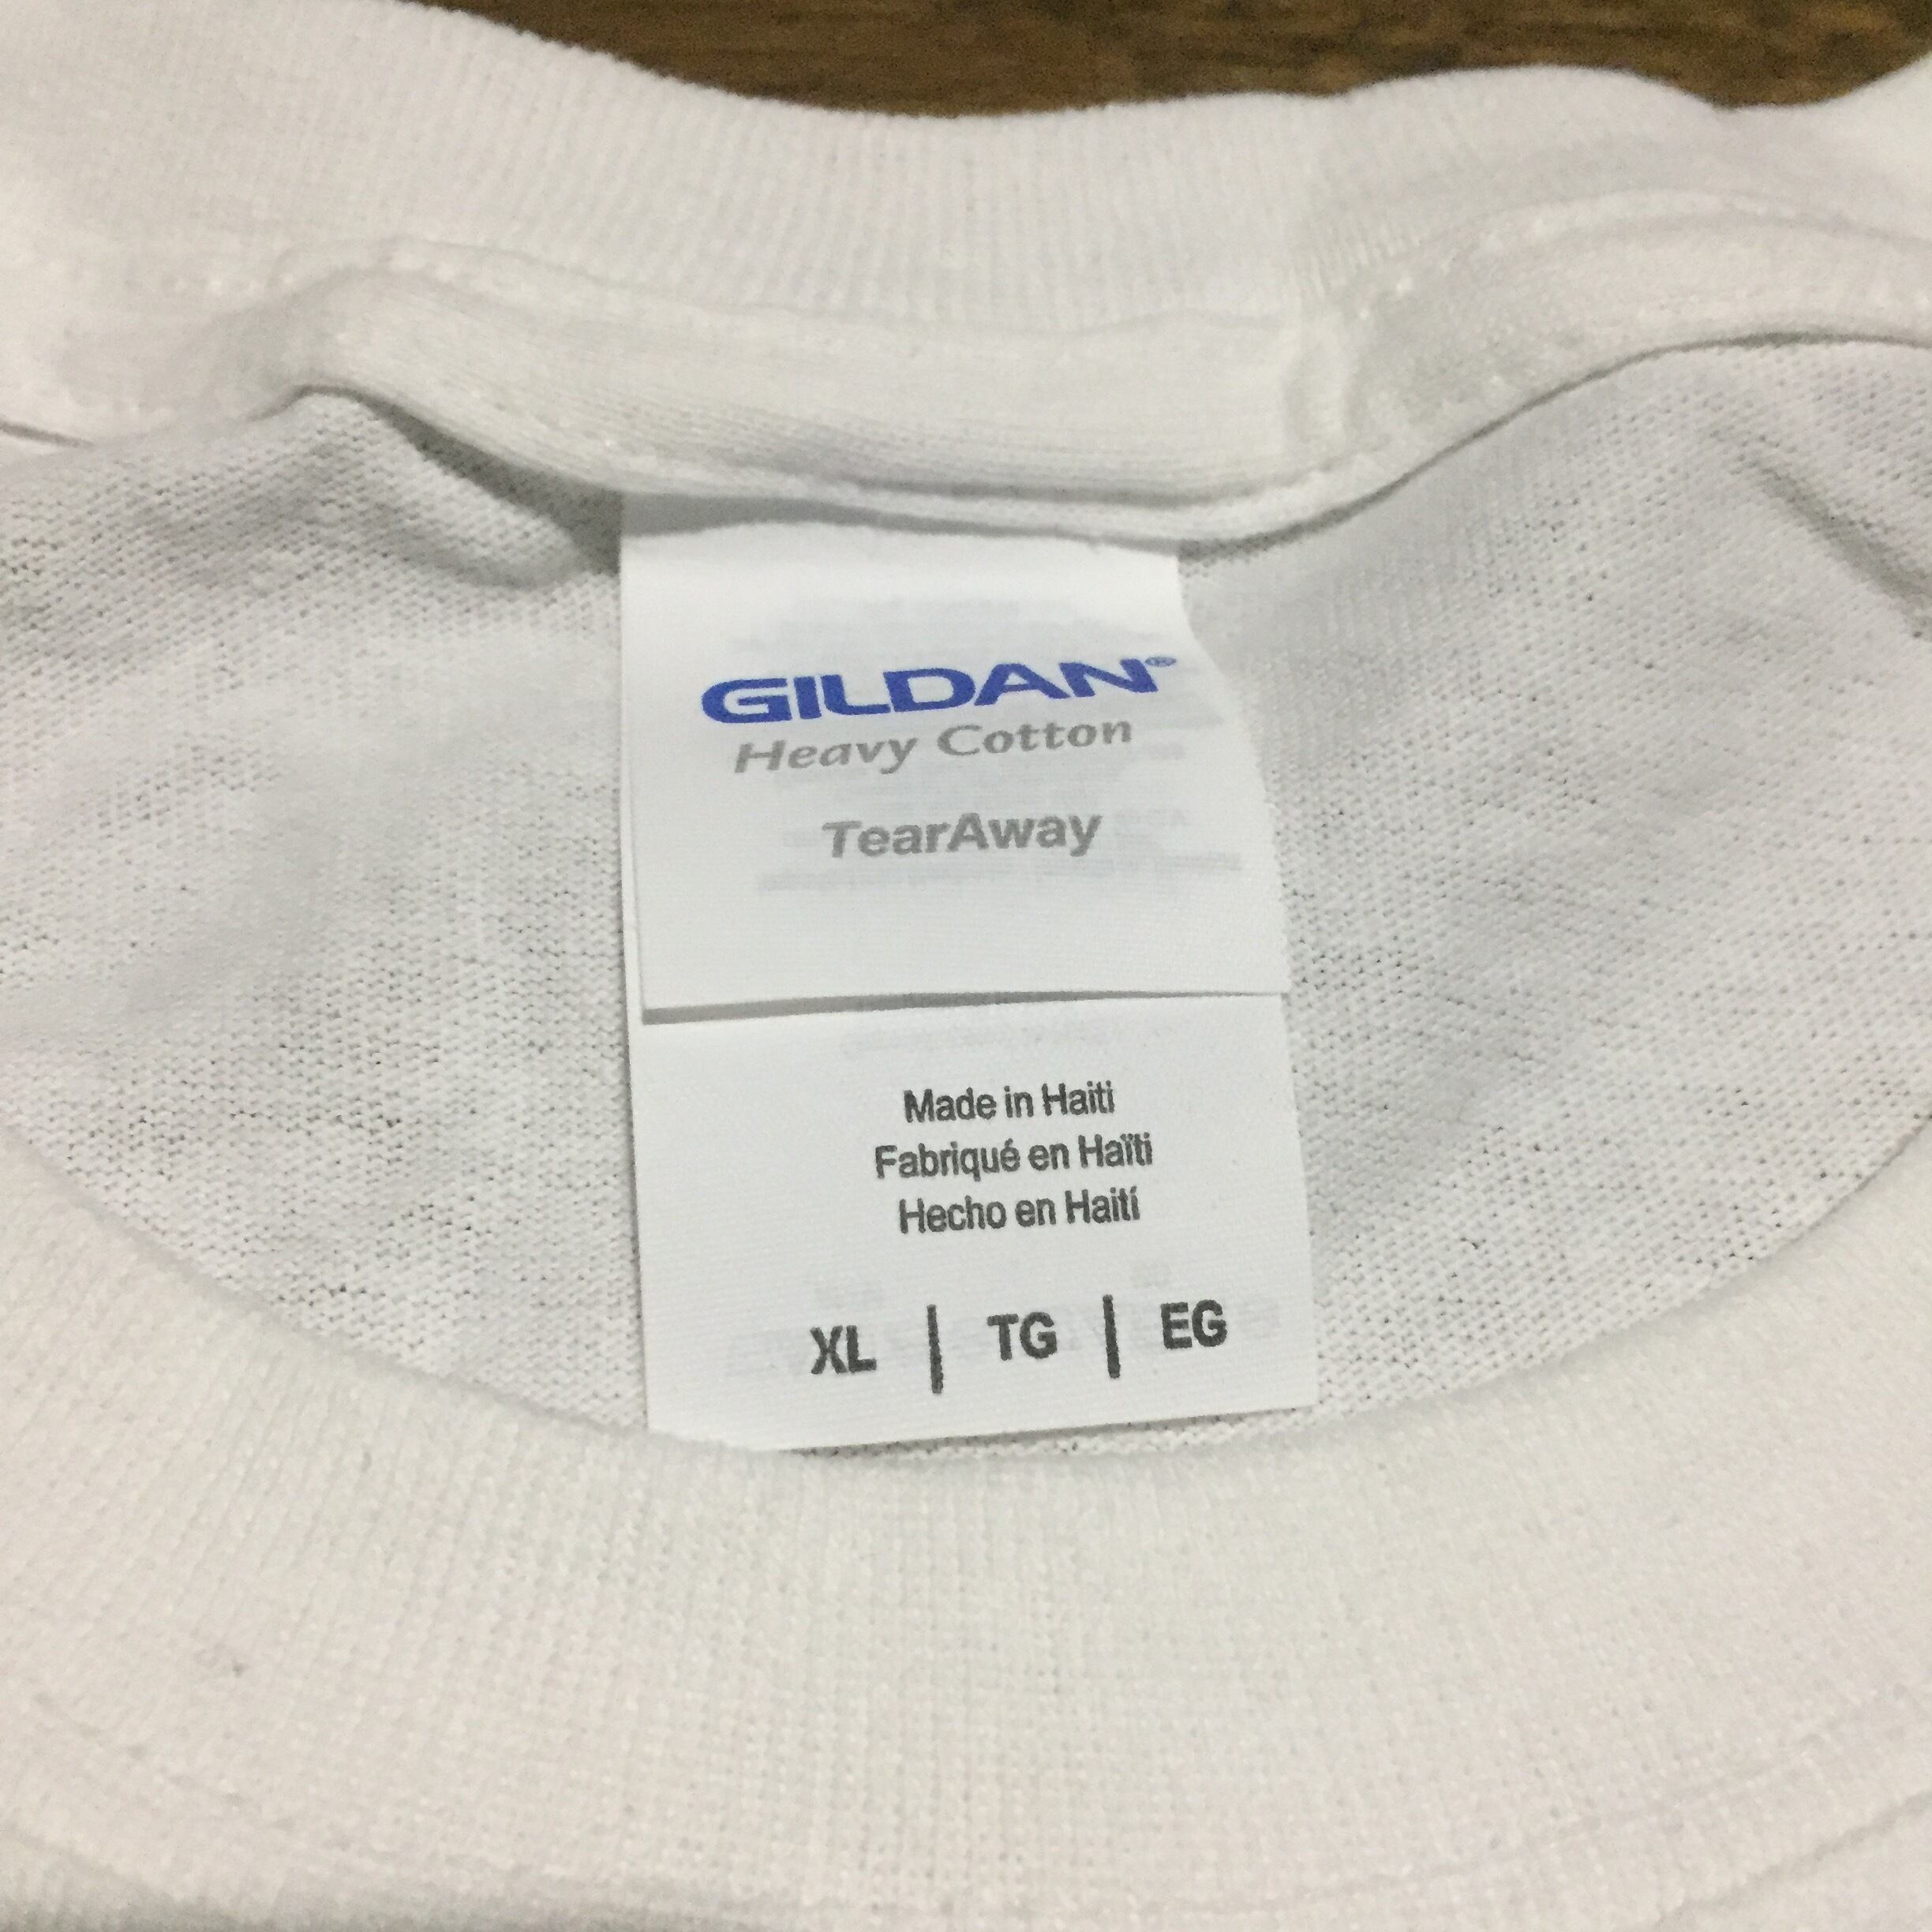 GILDAN®
Heavy Cotton
TearAway
Made in Haiti
Fabriqué en Haïti
Hecho en Haití
XL | TG | EG